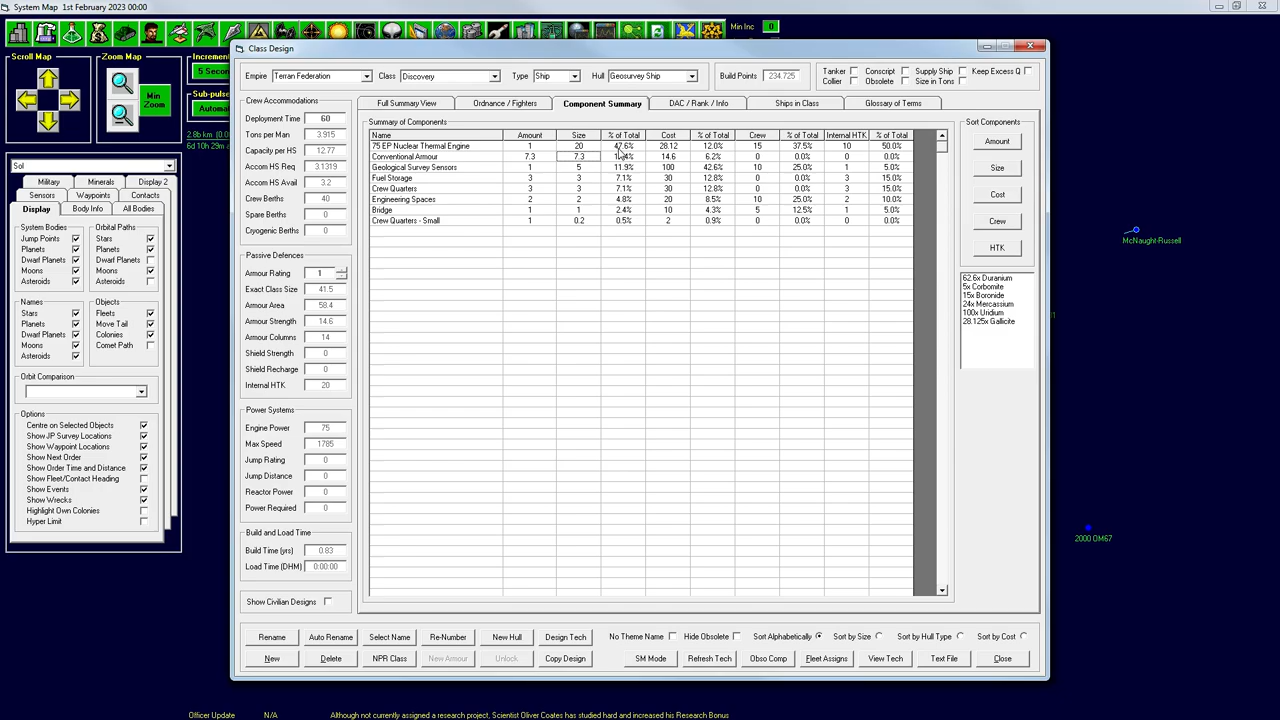 System Map 1st February 2023 00:00
Min Inc 0
Scroll Map
Zoom Map
Min Zoom
Increment
5 Secon
Sub-pulse
Automat
2.8b km
6d 10h 29m
Sol
Military Minerals Display 2
Sensors Waypoints Contacts
Display Body Info All Bodies
System Bodies Orbital Paths
Jump Points Stars
Planets Planets
Dwarf Planets Dwarf Planets
Moons Moons
Asteroids Asteroids
Names Objects
Stars Fleets
Planets Move Tail
Dwarf Planets Colonies
Moons Comet Path
Asteroids
Orbit Comparison
Options
Centre on Selected Objects
Show JP Survey Locations
Show Waypoint Locations
Show Next Order
Show Order Time and Distance
Show Fleet/Contact Heading
Show Events
Show Wrecks
Highlight Own Colonies
Hyper Limit
Class Design
Empire Terran Federation Class Discovery Type Ship Hull Geosurvey Ship Build Points 234.725
Tanker Conscript Supply Ship Keep Excess Q
Collier Obsolete Size in Tons
Crew Accommodations
Deployment Time 60
Tons per Man 3.915
Capacity per HS 12.77
Accom HS Req 3.1319
Accom HS Avail 3.2
Crew Berths 40
Spare Berths 0
Cryogenic Berths 0
Passive Defences
Armour Rating 1
Exact Class Size 41.5
Armour Area 58.4
Armour Strength 14.6
Armour Columns 14
Shield Strength 0
Shield Recharge 0
Internal HTK 20
Power Systems
Engine Power 75
Max Speed 1785
Jump Rating 0
Jump Distance 0
Reactor Power 0
Power Required 0
Build and Load Time
Build Time (yrs) 0.83
Load Time (DHM) 0:00:00
Show Civilian Designs
Full Summary View Ordnance / Fighters Component Summary DAC / Rank / Info Ships in Class Glossary of Terms
Summary of Components
Name Amount Size % of Total Cost % of Total Crew % of Total Internal HTK % of Total
75 EP Nuclear Thermal Engine 1 20 47.6% 28.12 12.0% 15 37.5% 10 50.0%
Conventional Armour 7.3 7.3 14.6 6.2% 0 0.0% 0 0.0%
Geological Survey Sensors 1 5 11.9% 100 42.6% 10 25.0% 1 5.0%
Fuel Storage 3 3 7.1% 30 12.8% 0 0.0% 3 15.0%
Crew Quarters 3 3 7.1% 30 12.8% 0 0.0% 3 15.0%
Engineering Spaces 2 2 4.8% 20 8.5% 10 25.0% 2 10.0%
Bridge 1 1 2.4% 10 4.3% 5 12.5% 1 5.0%
Crew Quarters - Small 1 0.2 0.5% 2 0.9% 0 0.0% 0 0.0%
Sort Components
Amount
Size
Cost
Crew
HTK
62.6x Duranium
5x Corbomite
15x Boronide
24x Mercassium
100x Uridium
28.125x Gallicite
Rename Auto Rename Select Name Re-Number New Hull Design Tech No Theme Name Hide Obsolete Sort Alphabetically Sort by Size Sort by Hull Type Sort by Cost
New Delete NPR Class New Armour Unlock Copy Design SM Mode Refresh Tech Obso Comp Fleet Assigns View Tech Text File Close
McNaught-Russell
2000 OM67
Officer Update N/A Although not currently assigned a research project, Scientist Oliver Coates has studied hard and increased his Research Bonus